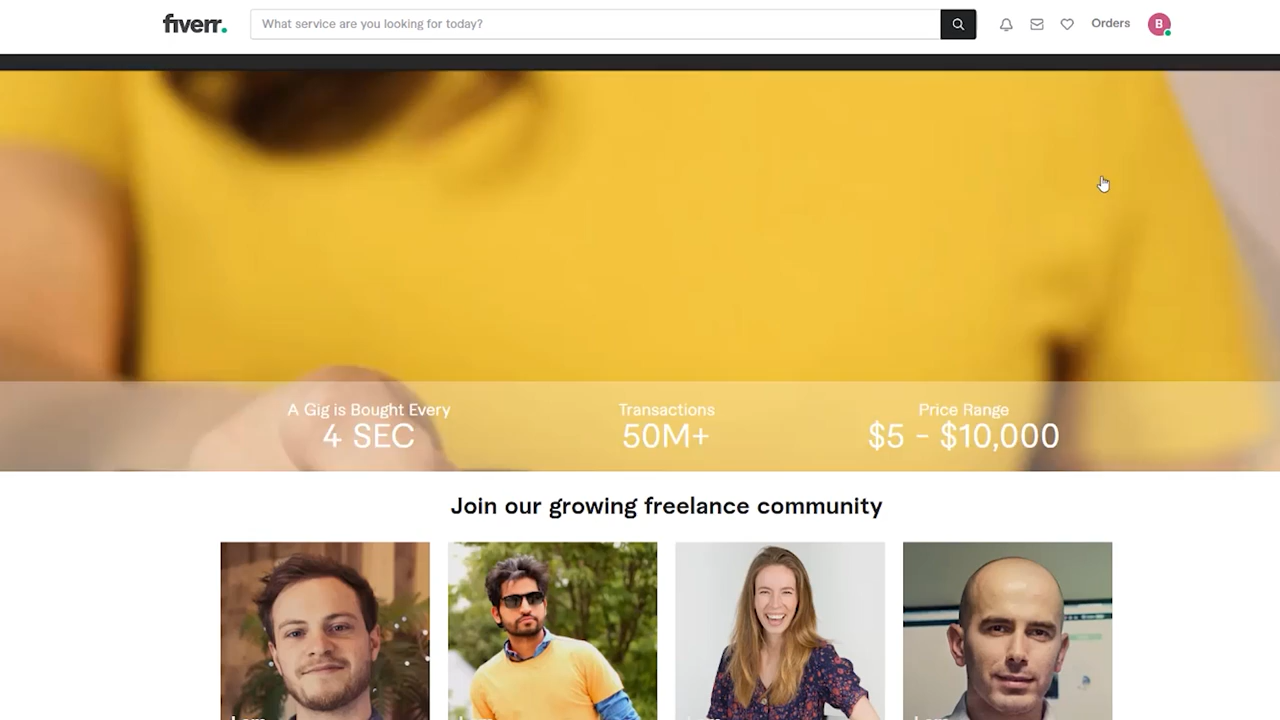 fiverr.
What service are you looking for today?
Orders
B
A Gig is Bought Every
4 SEC
Transactions
50M+
Price Range
$5 - $10,000
Join our growing freelance community